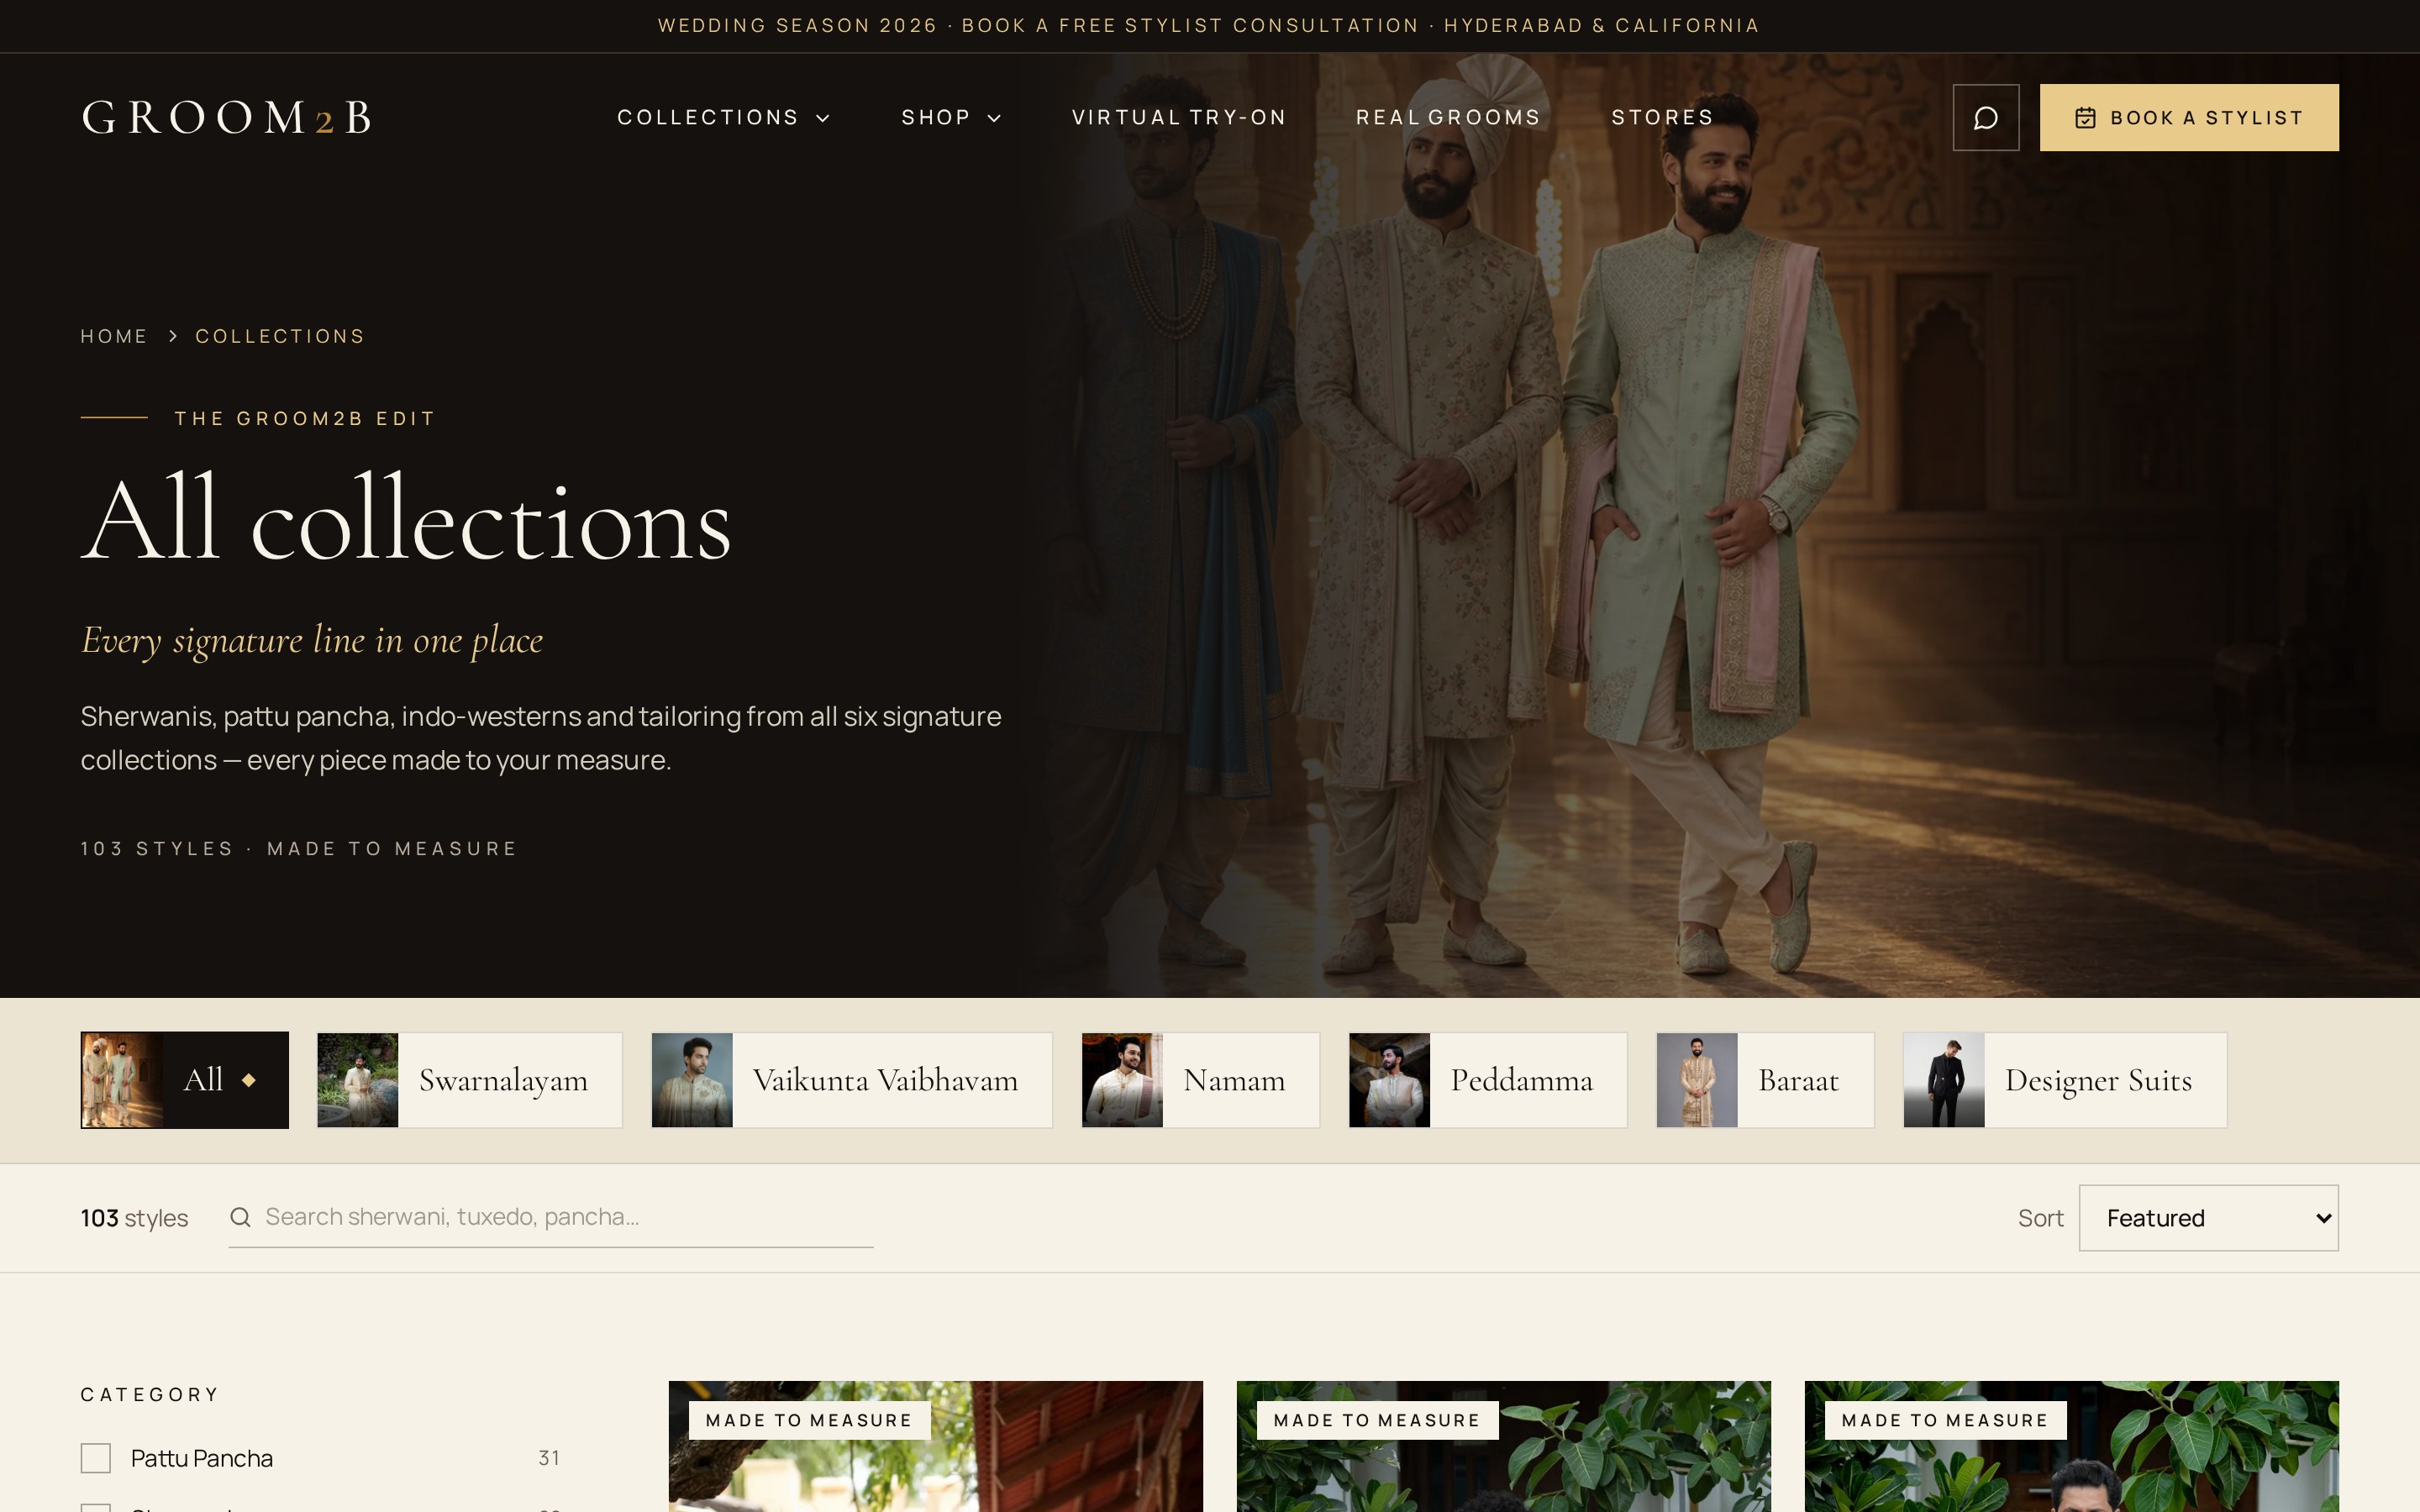 WEDDING SEASON 2026 · BOOK A FREE STYLIST CONSULTATION · HYDERABAD & CALIFORNIA
GROOM2B
COLLECTIONS
SHOP
VIRTUAL TRY-ON
REAL GROOMS
STORES
BOOK A STYLIST
HOME > COLLECTIONS
THE GROOM2B EDIT
All collections
Every signature line in one place
Sherwanis, pattu pancha, indo-westerns and tailoring from all six signature
collections — every piece made to your measure.
103 STYLES · MADE TO MEASURE
All
Swarnalayam
Vaikunta Vaibhavam
Namam
Peddamma
Baraat
Designer Suits
103 styles
Search sherwani, tuxedo, pancha...
Sort
Featured
CATEGORY
Pattu Pancha
31
MADE TO MEASURE
MADE TO MEASURE
MADE TO MEASURE